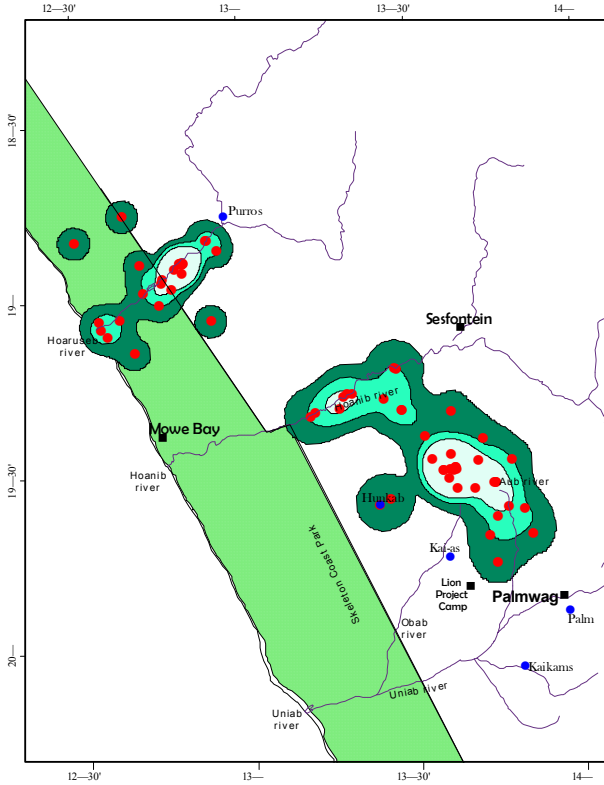 12—30' 13— 13—30' 14—
18—30'
Purros
19—
Sesfontein
Hoaruseb
river
Hoanib river
Mowe Bay
Hoanib
river
19—30'
Aub river
Hunkab
Skeleton Coast Park
Kai-as
Lion
Project
Camp
Palmwag
Palm
Obab
river
20—
Kaikams
Uniab river
Uniab
river
12—30' 13— 13—30' 14—